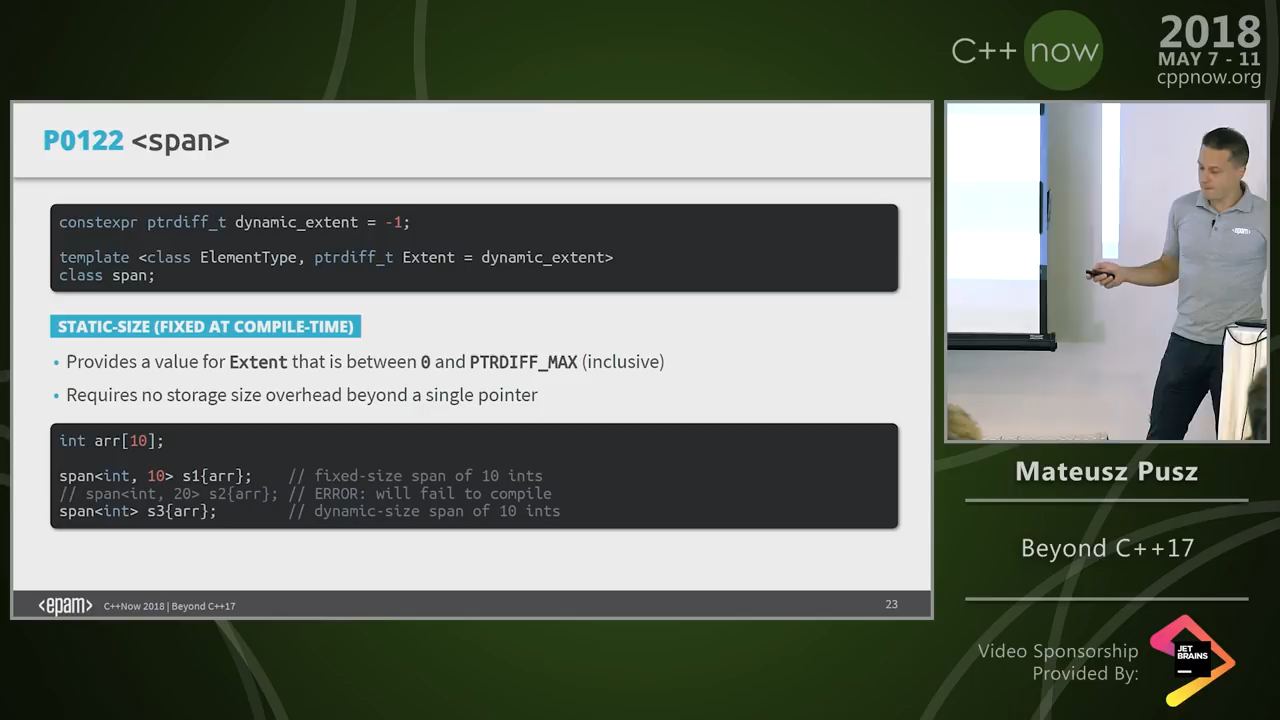 C++ now
2018
MAY 7 - 11
cppnow.org
P0122 <span>
constexpr ptrdiff_t dynamic_extent = -1;
template <class ElementType, ptrdiff_t Extent = dynamic_extent>
class span;
STATIC-SIZE (FIXED AT COMPILE-TIME)
• Provides a value for Extent that is between 0 and PTRDIFF_MAX (inclusive)
• Requires no storage size overhead beyond a single pointer
int arr[10];
span<int, 10> s1{arr}; // fixed-size span of 10 ints
// span<int, 20> s2{arr}; // ERROR: will fail to compile
span<int> s3{arr}; // dynamic-size span of 10 ints
<epam> C++Now 2018 | Beyond C++17
23
<epam>
Mateusz Pusz
Beyond C++17
Video Sponsorship
Provided By:
JET
BRAINS